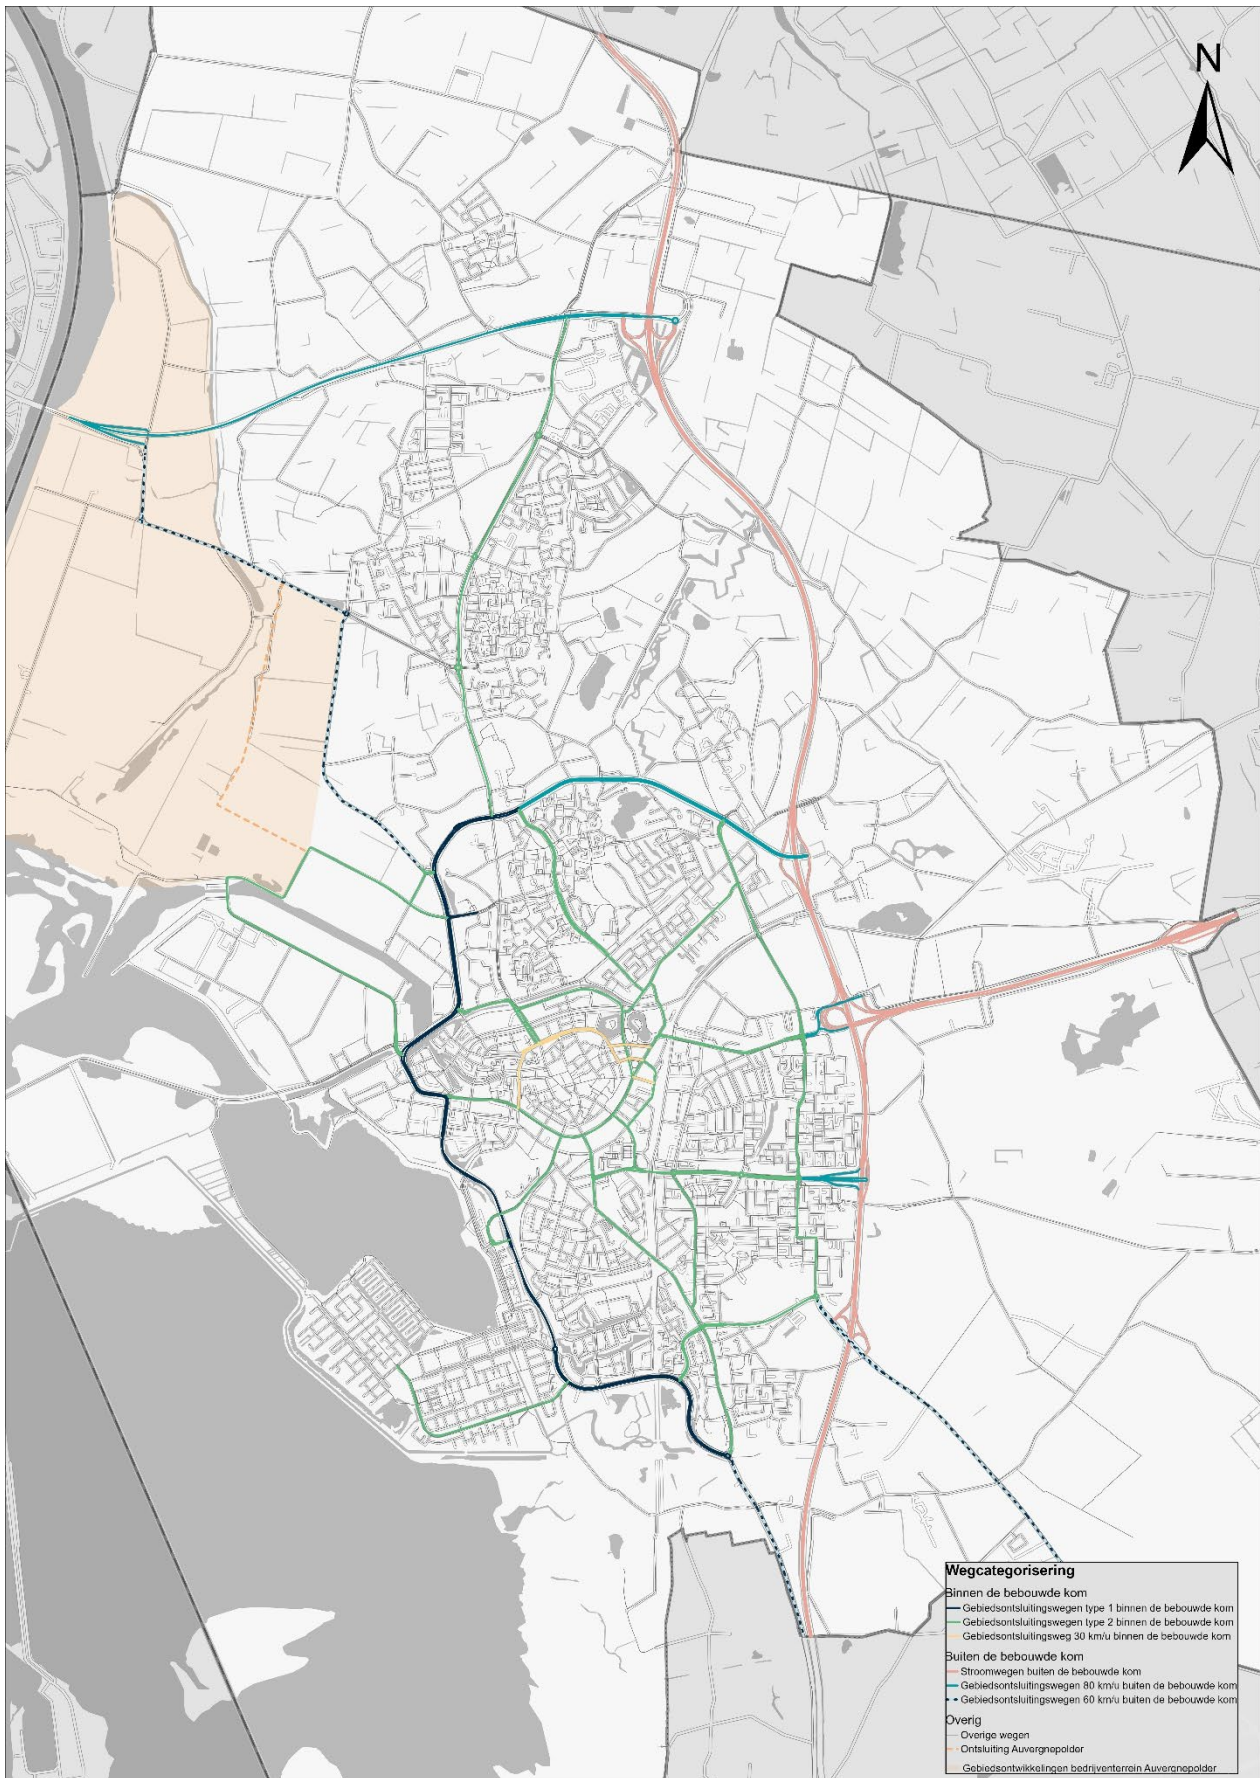 N
Wegcategorisering
Binnen de bebouwde kom
Gebiedsontsluitingswegen type 1 binnen de bebouwde kom
Gebiedsontsluitingswegen type 2 binnen de bebouwde kom
Gebiedsontsluitingsweg 30 km/u binnen de bebouwde kom
Buiten de bebouwde kom
Stroomwegen buiten de bebouwde kom
Gebiedsontsluitingswegen 80 km/u buiten de bebouwde kom
Gebiedsontsluitingswegen 60 km/u buiten de bebouwde kom
Overig
Overige wegen
Ontsluiting Auvergnepolder
Gebiedsontwikkelingen bedrijventerrein Auvergnepolder